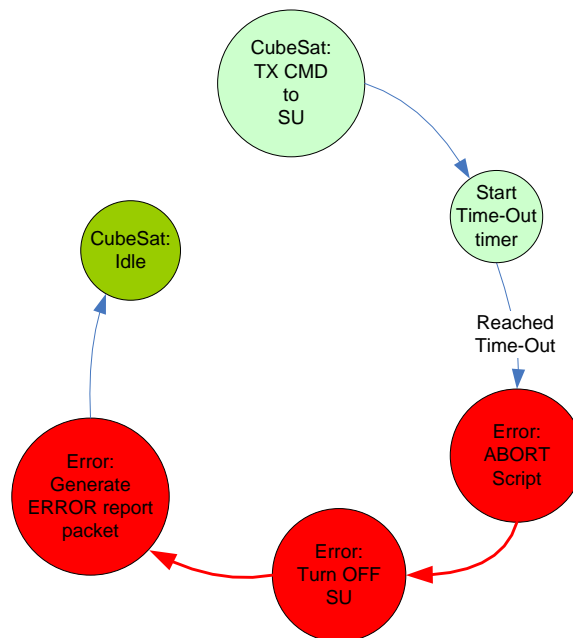 CubeSat:
TX CMD
to
SU
Start
Time-Out
timer
CubeSat:
Idle
Reached
Time-Out
Error:
ABORT
Script
Error:
Generate
ERROR report
packet
Error:
Turn OFF
SU